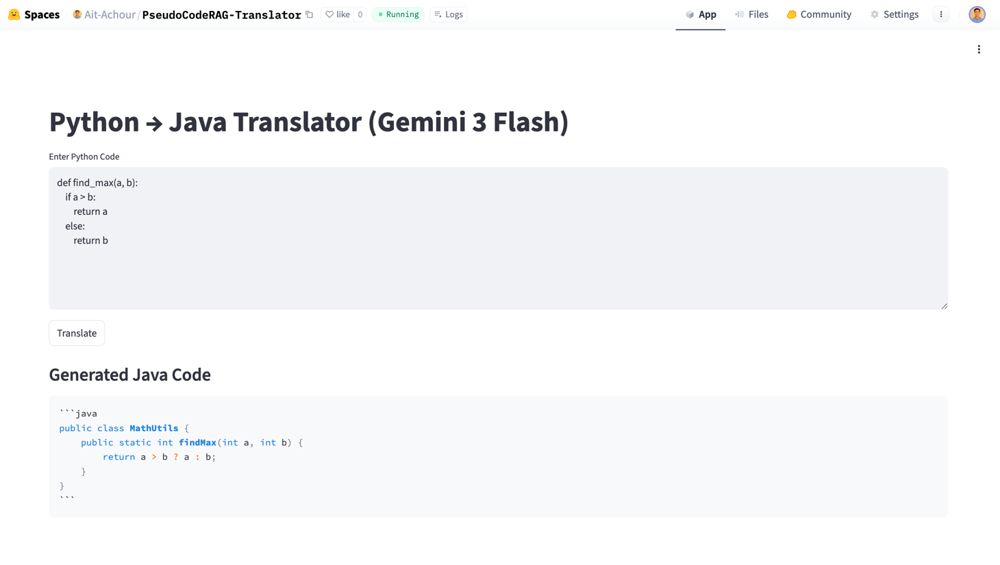 Spaces Ait-Achour/PseudoCodeRAG-Translator like 0 Running Logs App Files Community Settings
Python → Java Translator (Gemini 3 Flash)
Enter Python Code
def find_max(a, b):
    if a > b:
        return a
    else:
        return b
Translate
Generated Java Code
```java
public class MathUtils {
    public static int findMax(int a, int b) {
        return a > b ? a : b;
    }
}
```